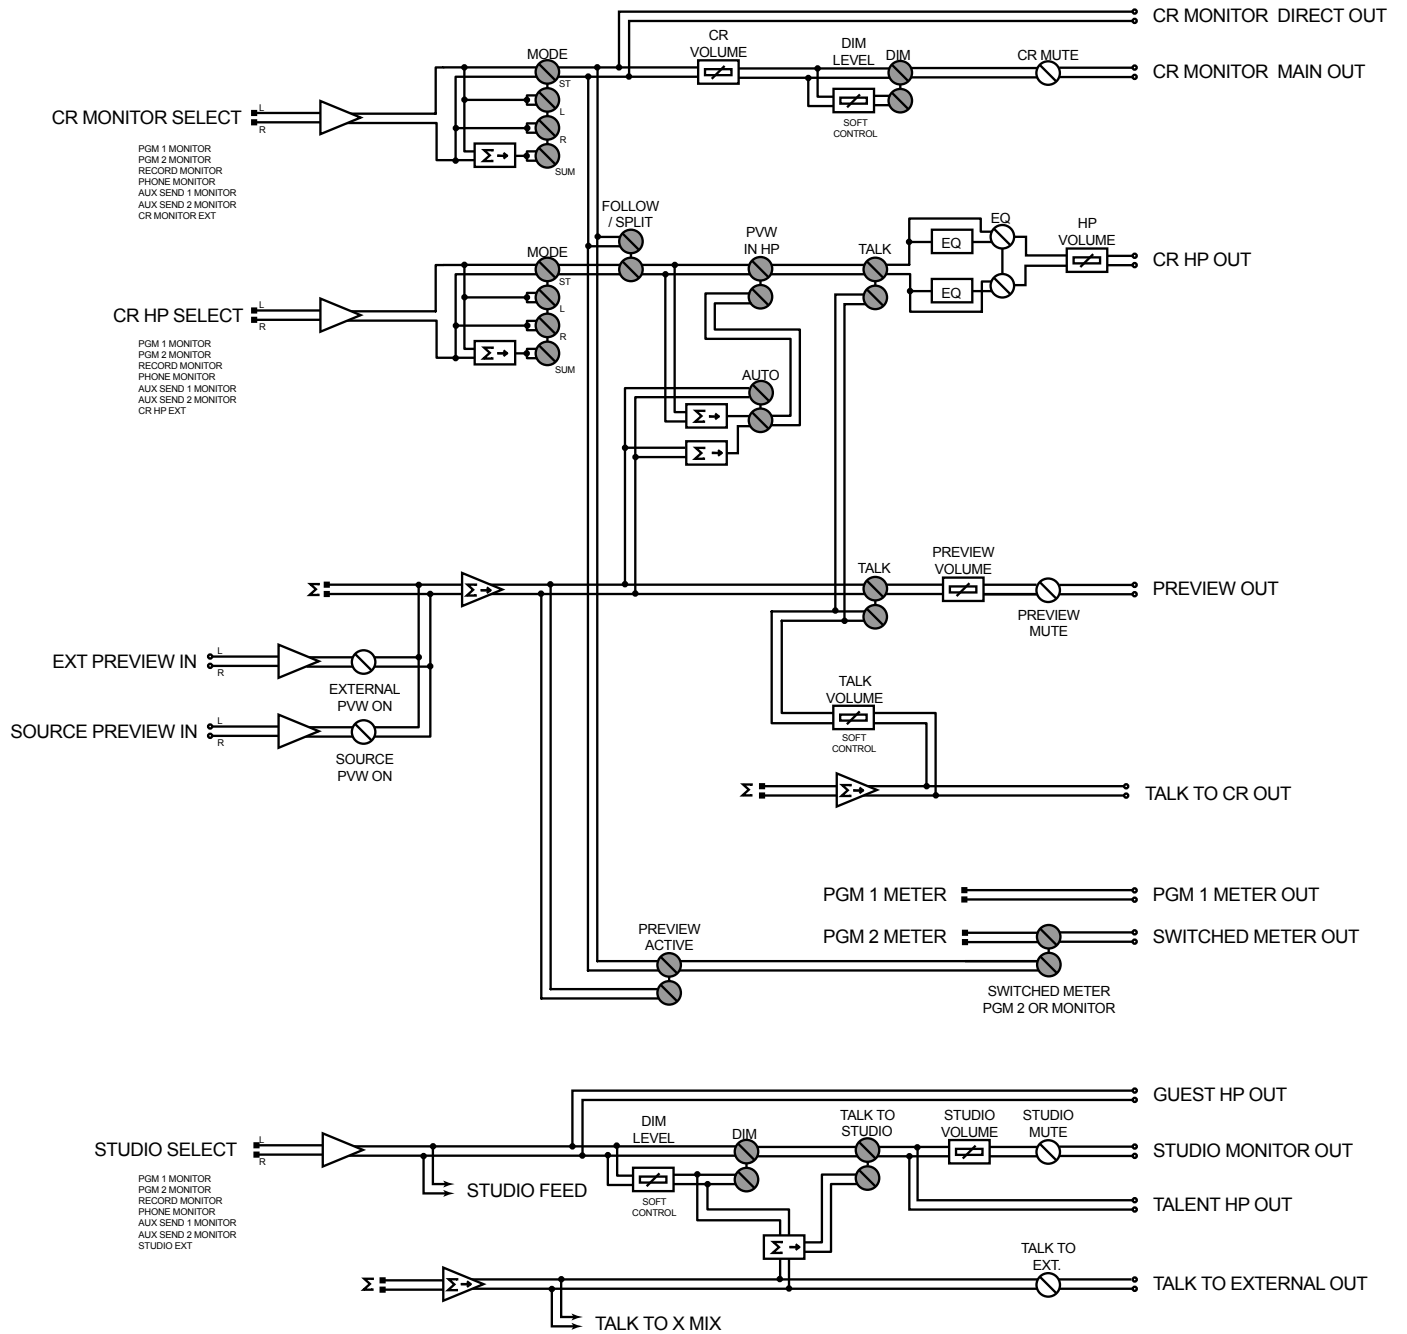 CR MONITOR DIRECT OUT
CR
VOLUME
DIM
LEVEL
DIM
CR MUTE
CR MONITOR MAIN OUT
MODE
ST
L
R
SUM
SOFT
CONTROL
CR MONITOR SELECT
L
R
PGM 1 MONITOR
PGM 2 MONITOR
RECORD MONITOR
PHONE MONITOR
AUX SEND 1 MONITOR
AUX SEND 2 MONITOR
CR MONITOR EXT
Σ
FOLLOW
/ SPLIT
MODE
ST
L
R
SUM
PVW
IN HP
TALK
EQ
EQ
EQ
HP
VOLUME
CR HP OUT
CR HP SELECT
L
R
PGM 1 MONITOR
PGM 2 MONITOR
RECORD MONITOR
PHONE MONITOR
AUX SEND 1 MONITOR
AUX SEND 2 MONITOR
CR HP EXT
Σ
AUTO
Σ
Σ
Σ
Σ
TALK
PREVIEW
VOLUME
PREVIEW
MUTE
PREVIEW OUT
EXT PREVIEW IN
L
R
EXTERNAL
PVW ON
SOURCE PREVIEW IN
L
R
SOURCE
PVW ON
TALK
VOLUME
SOFT
CONTROL
Σ
Σ
TALK TO CR OUT
PGM 1 METER
PGM 1 METER OUT
PGM 2 METER
SWITCHED METER OUT
PREVIEW
ACTIVE
SWITCHED METER
PGM 2 OR MONITOR
GUEST HP OUT
STUDIO SELECT
L
R
PGM 1 MONITOR
PGM 2 MONITOR
RECORD MONITOR
PHONE MONITOR
AUX SEND 1 MONITOR
AUX SEND 2 MONITOR
STUDIO EXT
STUDIO FEED
DIM
LEVEL
SOFT
CONTROL
DIM
TALK TO
STUDIO
STUDIO
VOLUME
STUDIO
MUTE
STUDIO MONITOR OUT
TALENT HP OUT
Σ
Σ
Σ
TALK TO
EXT.
TALK TO EXTERNAL OUT
TALK TO X MIX